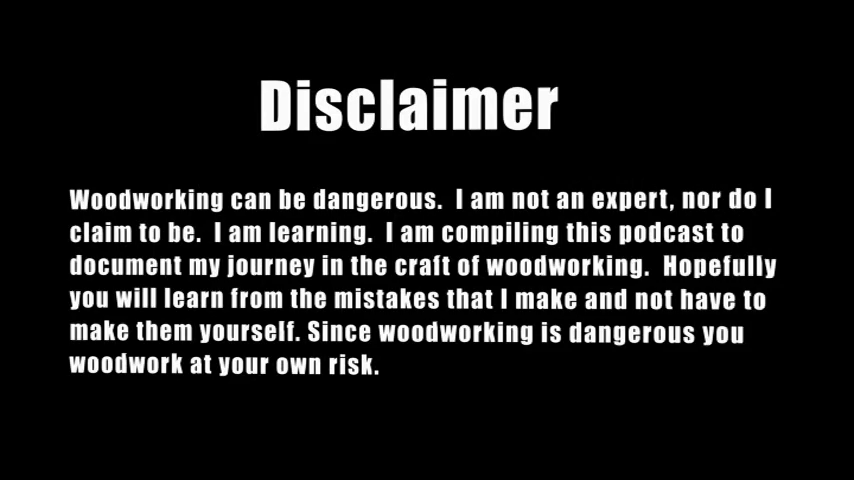 Disclaimer
Woodworking can be dangerous.  I am not an expert, nor do I
claim to be.  I am learning.  I am compiling this podcast to
document my journey in the craft of woodworking.  Hopefully
you will learn from the mistakes that I make and not have to
make them yourself. Since woodworking is dangerous you
woodwork at your own risk.